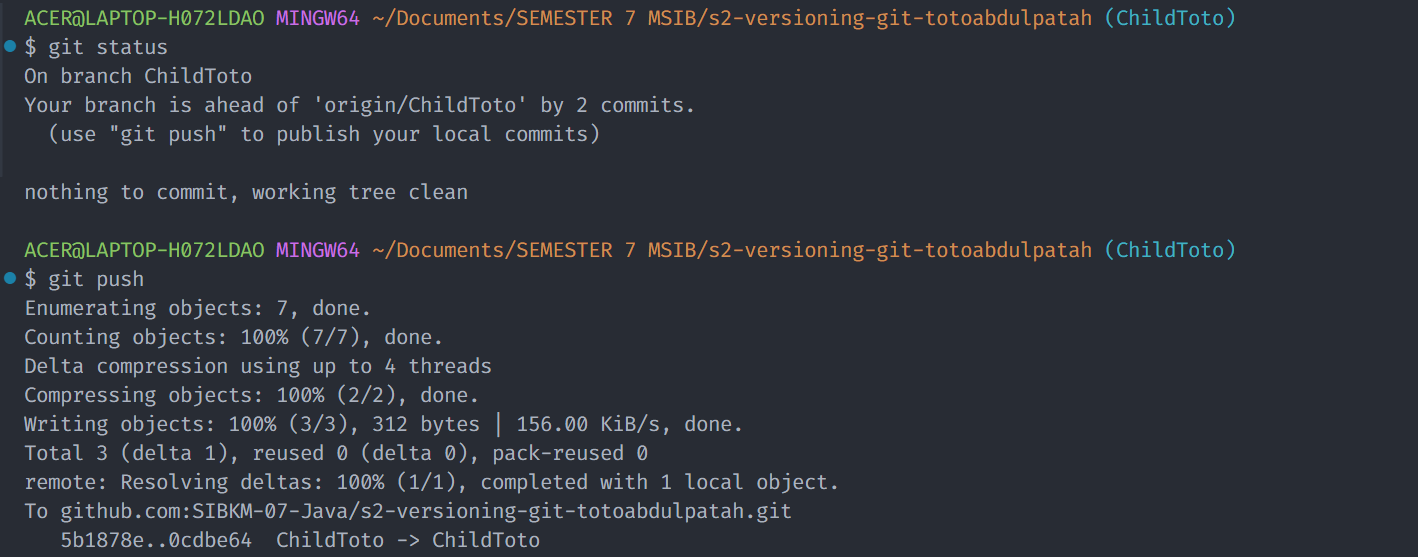 ACER@LAPTOP-H072LDAO MINGW64 ~/Documents/SEMESTER 7 MSIB/s2-versioning-git-totoabdulpatah (ChildToto)
$ git status
On branch ChildToto
Your branch is ahead of 'origin/ChildToto' by 2 commits.
  (use "git push" to publish your local commits)

nothing to commit, working tree clean

ACER@LAPTOP-H072LDAO MINGW64 ~/Documents/SEMESTER 7 MSIB/s2-versioning-git-totoabdulpatah (ChildToto)
$ git push
Enumerating objects: 7, done.
Counting objects: 100% (7/7), done.
Delta compression using up to 4 threads
Compressing objects: 100% (2/2), done.
Writing objects: 100% (3/3), 312 bytes | 156.00 KiB/s, done.
Total 3 (delta 1), reused 0 (delta 0), pack-reused 0
remote: Resolving deltas: 100% (1/1), completed with 1 local object.
To github.com:SIBKM-07-Java/s2-versioning-git-totoabdulpatah.git
   5b1878e..0cdbe64  ChildToto -> ChildToto